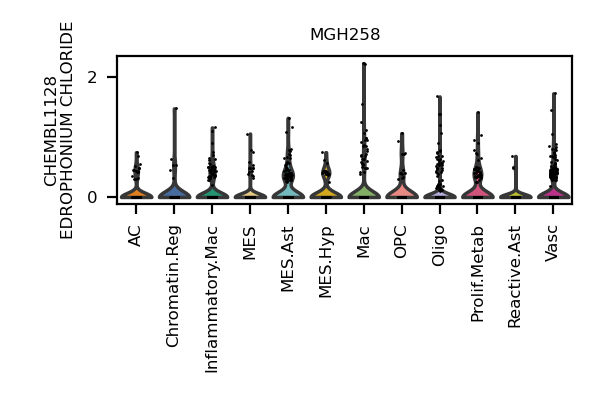 MGH258
CHEMBL1128
EDROPHONIUM CHLORIDE
2
0
AC
Chromatin.Reg
Inflammatory.Mac
MES
MES.Ast
MES.Hyp
Mac
OPC
Oligo
Prolif.Metab
Reactive.Ast
Vasc